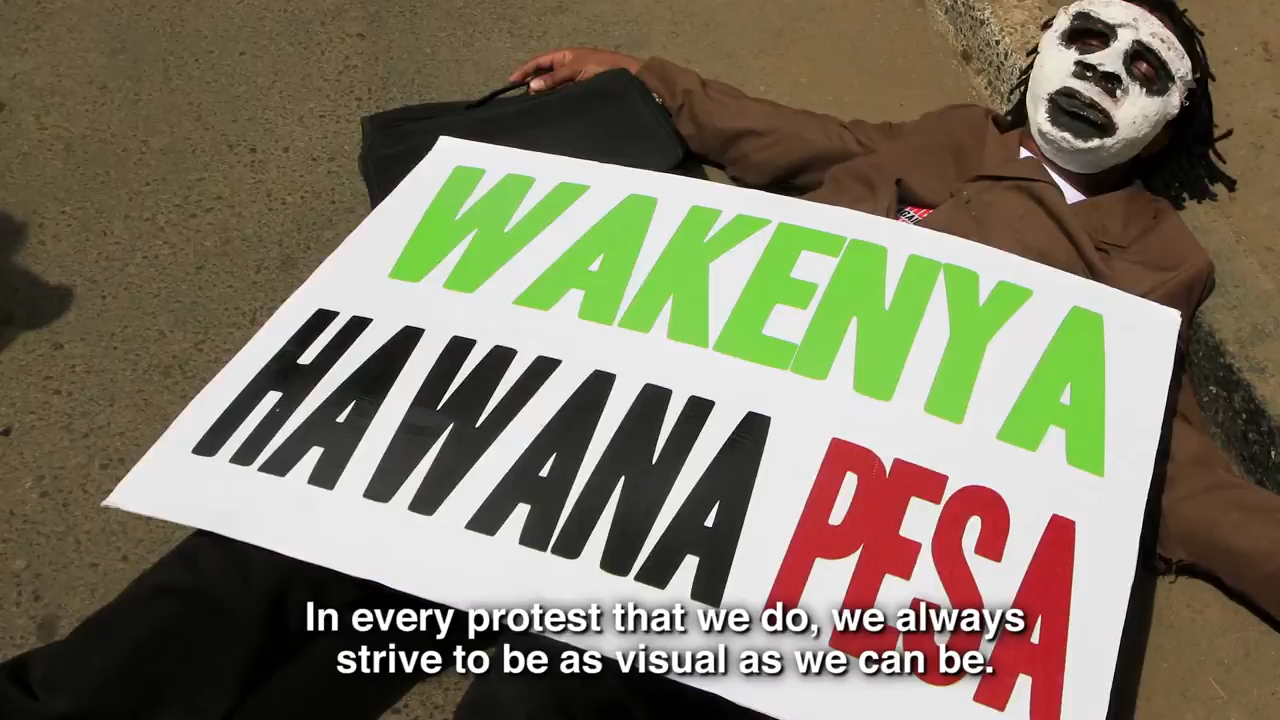 WAKENYA
HAWANA PESA
In every protest that we do, we always
strive to be as visual as we can be.